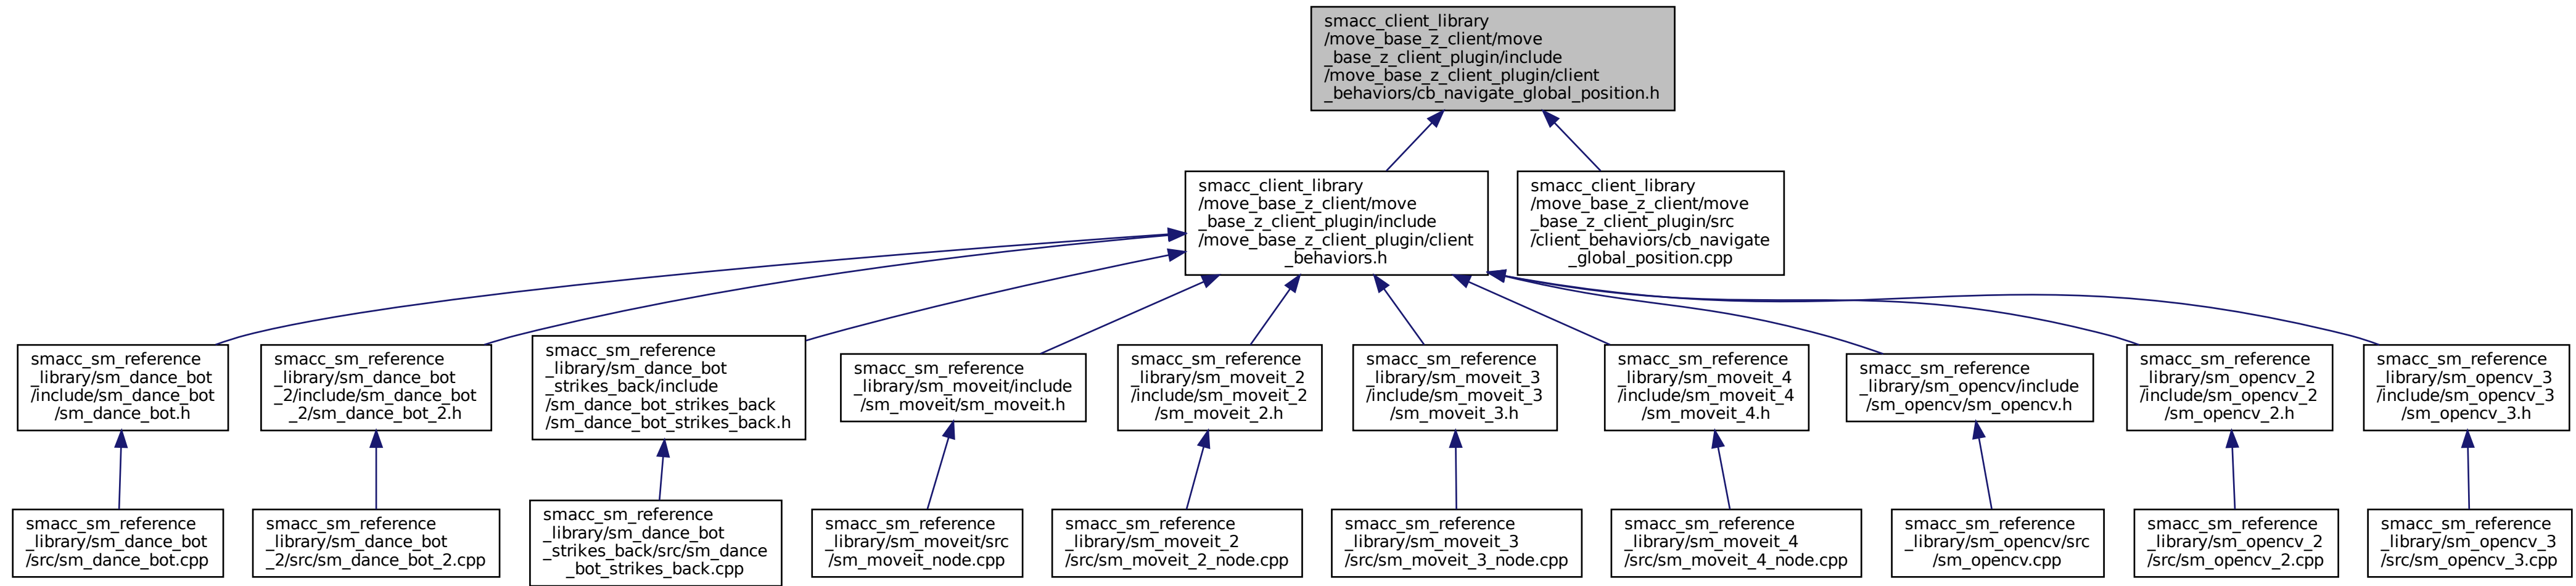 smacc_client_library
/move_base_z_client/move
_base_z_client_plugin/include
/move_base_z_client_plugin/client
_behaviors/cb_navigate_global_position.h
smacc_client_library
/move_base_z_client/move
_base_z_client_plugin/include
/move_base_z_client_plugin/client
_behaviors.h
smacc_client_library
/move_base_z_client/move
_base_z_client_plugin/src
/client_behaviors/cb_navigate
_global_position.cpp
smacc_sm_reference
_library/sm_dance_bot
/include/sm_dance_bot
/sm_dance_bot.h
smacc_sm_reference
_library/sm_dance_bot
_2/include/sm_dance_bot
_2/sm_dance_bot_2.h
smacc_sm_reference
_library/sm_dance_bot
_strikes_back/include
/sm_dance_bot_strikes_back
/sm_dance_bot_strikes_back.h
smacc_sm_reference
_library/sm_moveit/include
/sm_moveit/sm_moveit.h
smacc_sm_reference
_library/sm_moveit_2
/include/sm_moveit_2
/sm_moveit_2.h
smacc_sm_reference
_library/sm_moveit_3
/include/sm_moveit_3
/sm_moveit_3.h
smacc_sm_reference
_library/sm_moveit_4
/include/sm_moveit_4
/sm_moveit_4.h
smacc_sm_reference
_library/sm_opencv/include
/sm_opencv/sm_opencv.h
smacc_sm_reference
_library/sm_opencv_2
/include/sm_opencv_2
/sm_opencv_2.h
smacc_sm_reference
_library/sm_opencv_3
/include/sm_opencv_3
/sm_opencv_3.h
smacc_sm_reference
_library/sm_dance_bot
/src/sm_dance_bot.cpp
smacc_sm_reference
_library/sm_dance_bot
_2/src/sm_dance_bot_2.cpp
smacc_sm_reference
_library/sm_dance_bot
_strikes_back/src/sm_dance
_bot_strikes_back.cpp
smacc_sm_reference
_library/sm_moveit/src
/sm_moveit_node.cpp
smacc_sm_reference
_library/sm_moveit_2
/src/sm_moveit_2_node.cpp
smacc_sm_reference
_library/sm_moveit_3
/src/sm_moveit_3_node.cpp
smacc_sm_reference
_library/sm_moveit_4
/src/sm_moveit_4_node.cpp
smacc_sm_reference
_library/sm_opencv/src
/sm_opencv.cpp
smacc_sm_reference
_library/sm_opencv_2
/src/sm_opencv_2.cpp
smacc_sm_reference
_library/sm_opencv_3
/src/sm_opencv_3.cpp